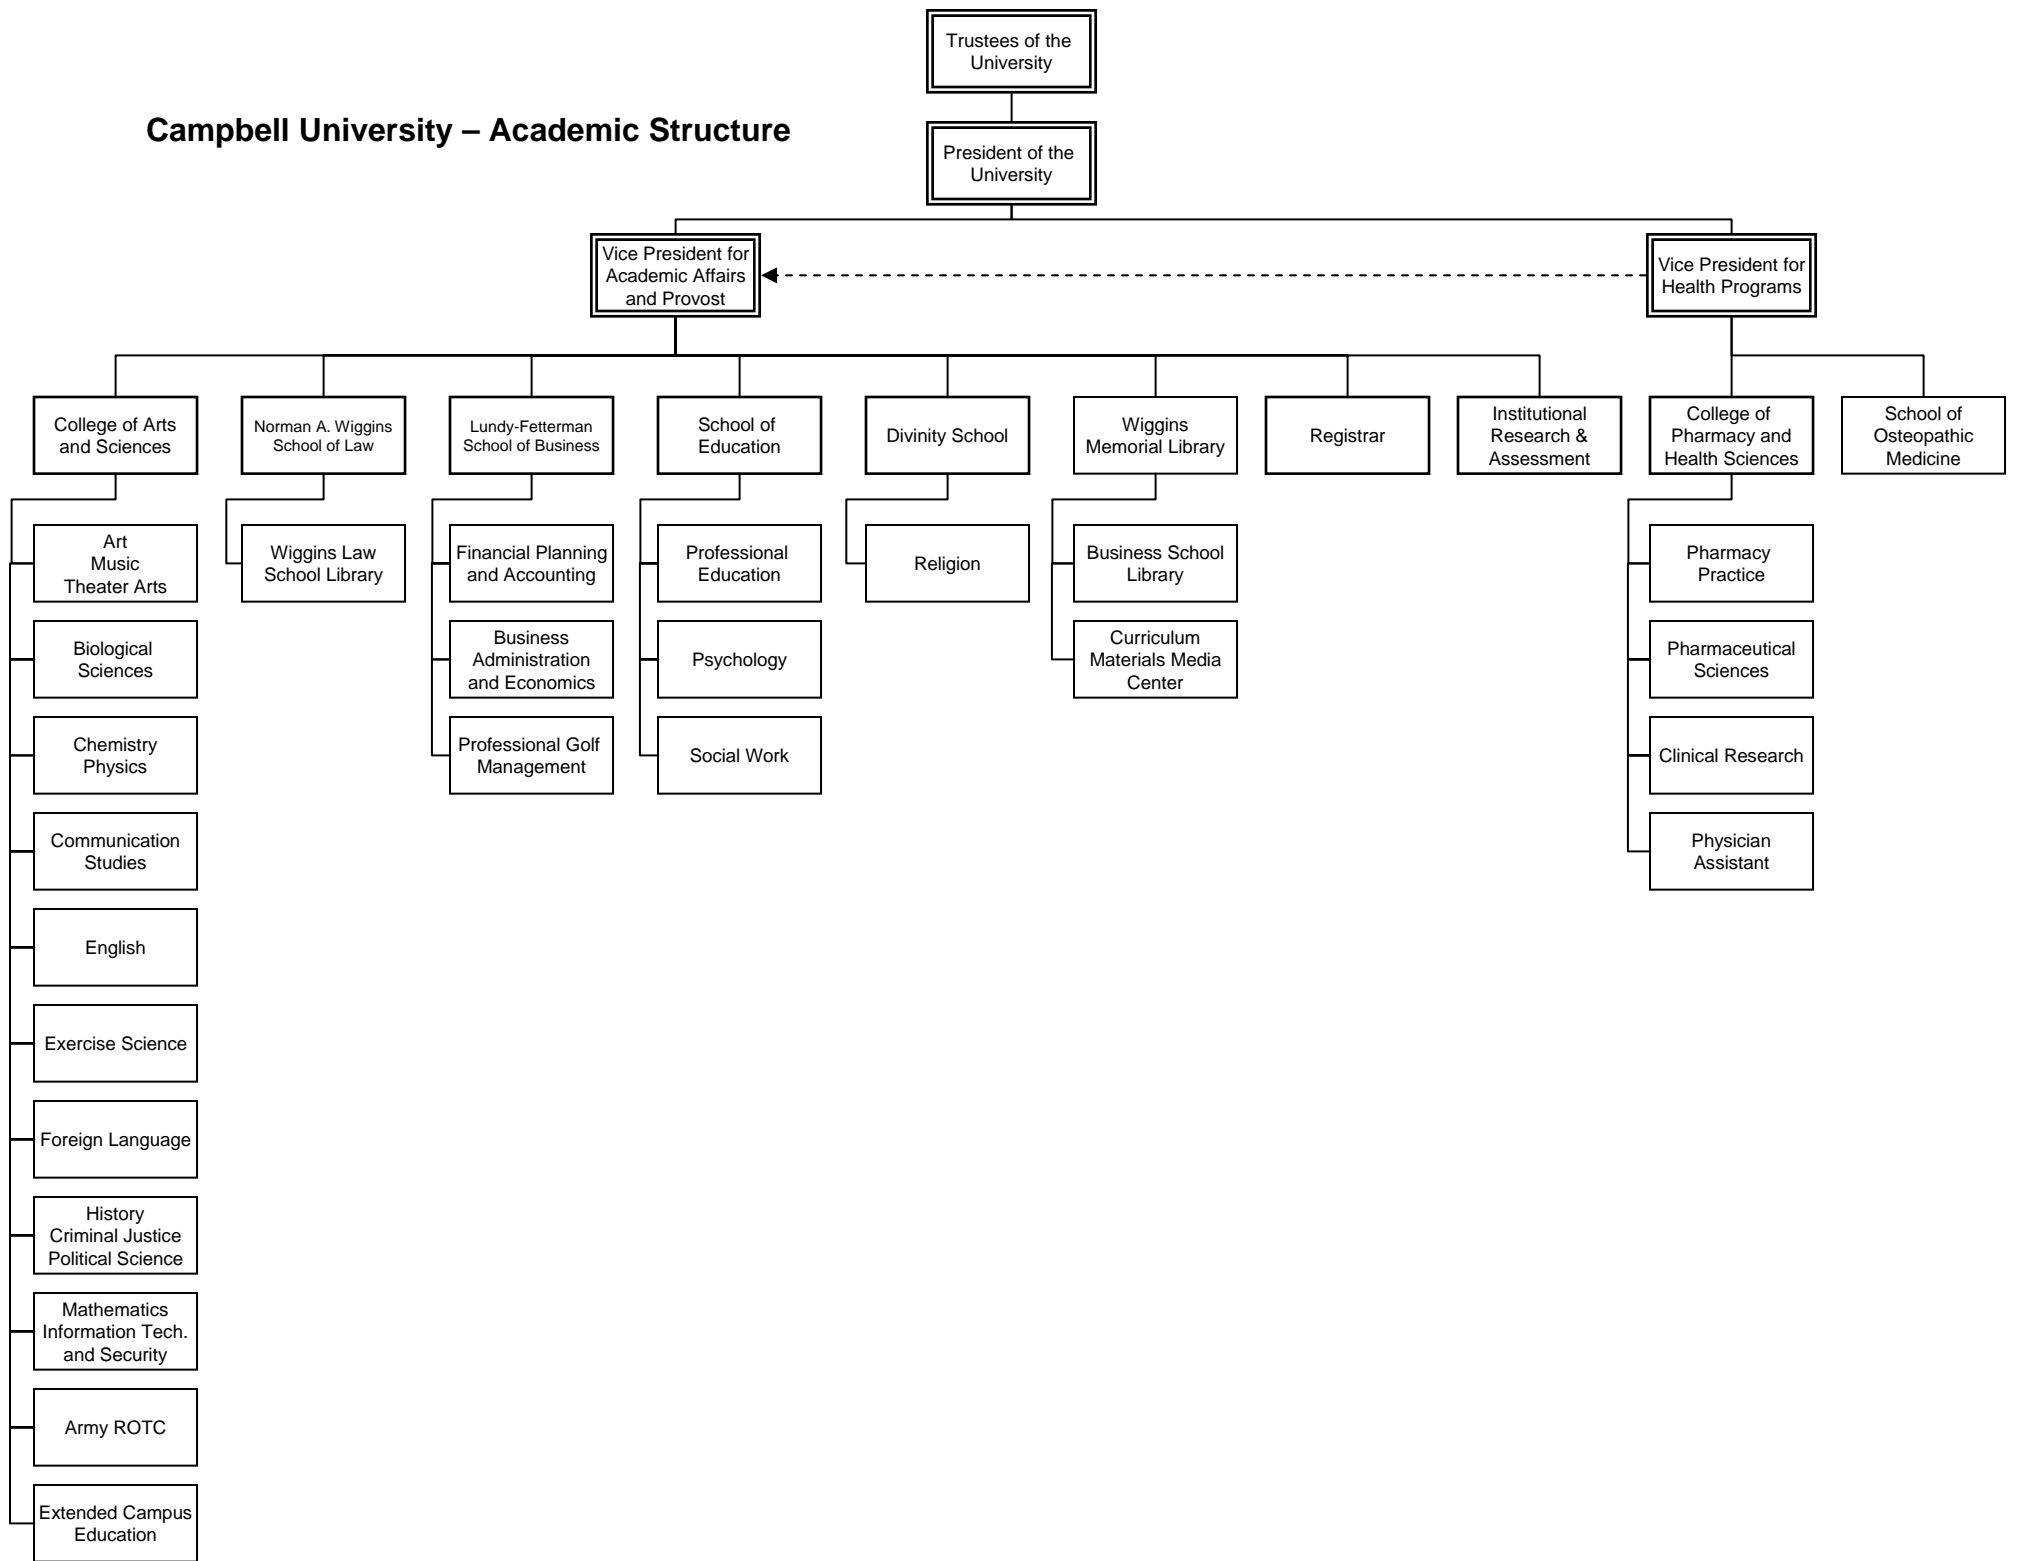 Trustees of the
University
Campbell University – Academic Structure
President of the
University
Vice President for
Academic Affairs
and Provost
Vice President for
Health Programs
College of Arts
and Sciences
Norman A. Wiggins
School of Law
Lundy-Fetterman
School of Business
School of
Education
Divinity School
Wiggins
Memorial Library
Registrar
Institutional
Research &
Assessment
College of
Pharmacy and
Health Sciences
School of
Osteopathic
Medicine
Art
Music
Theater Arts
Wiggins Law
School Library
Financial Planning
and Accounting
Professional
Education
Religion
Business School
Library
Pharmacy
Practice
Biological
Sciences
Business
Administration
and Economics
Psychology
Curriculum
Materials Media
Center
Pharmaceutical
Sciences
Chemistry
Physics
Professional Golf
Management
Social Work
Clinical Research
Communication
Studies
Physician
Assistant
English
Exercise Science
Foreign Language
History
Criminal Justice
Political Science
Mathematics
Information Tech.
and Security
Army ROTC
Extended Campus
Education